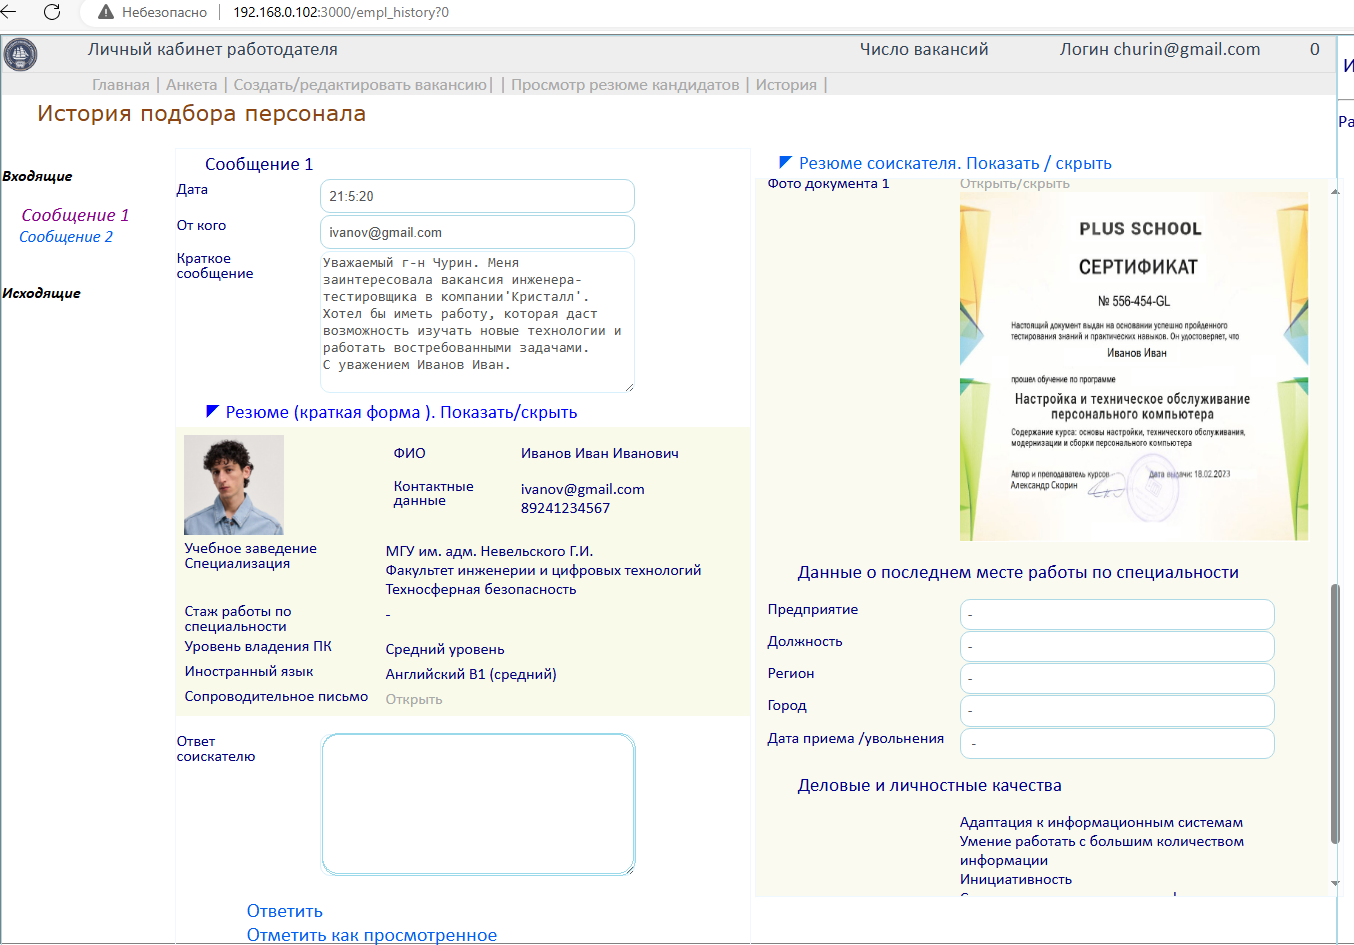 Небезопасно
192.168.0.102:3000/empl_history?0
Личный кабинет работодателя
Число вакансий
Логин churin@gmail.com
0
Главная | Анкета | Создать/редактировать вакансию| | Просмотр резюме кандидатов | История |
История подбора персонала
Входящие
Сообщение 1
Сообщение 2
Исходящие
Сообщение 1
Дата
21:5:20
От кого
ivanov@gmail.com
Краткое
сообщение
Уважаемый г-н Чурин. Меня
заинтересовала вакансия инженера-
тестировщика в компании'Кристалл'.
Хотел бы иметь работу, которая даст
возможность изучать новые технологии и
работать востребованными задачами.
С уважением Иванов Иван.
Резюме (краткая форма ). Показать/скрыть
ФИО
Иванов Иван Иванович
Контактные
данные
ivanov@gmail.com
89241234567
Учебное заведение
Специализация
МГУ им. адм. Невельского Г.И.
Факультет инженерии и цифровых технологий
Техносферная безопасность
Стаж работы по
специальности
-
Уровень владения ПК
Средний уровень
Иностранный язык
Английский B1 (средний)
Сопроводительное письмо
Открыть
Ответ
соискателю
Ответить
Отметить как просмотренное
Резюме соискателя. Показать / скрыть
Фото документа 1
Открыть/скрыть
PLUS SCHOOL
СЕРТИФИКАТ
№ 556-454-GL
Настоящий документ выдан на основании успешно пройденного
тестирования знаний и практических навыков. Он удостоверяет, что
Иванов Иван
прошел обучение по программе
Настройка и техническое обслуживание
персонального компьютера
Содержание курса: основы настройки, технического обслуживания,
модернизации и сборки персонального компьютера
Автор и преподаватель курсов
Александр Скорин
Дата выдачи: 18.02.2023
Данные о последнем месте работы по специальности
Предприятие
-
Должность
-
Регион
-
Город
-
Дата приема /увольнения
-
Деловые и личностные качества
Адаптация к информационным системам
Умение работать с большим количеством
информации
Инициативность
И
Ра